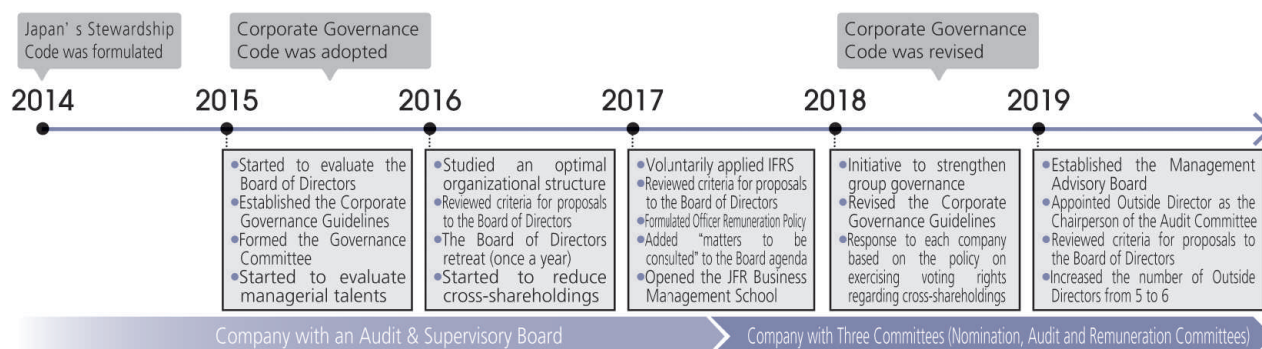 Japan's Stewardship
Code was formulated
Corporate Governance
Code was adopted
Corporate Governance
Code was revised
2014
2015
2016
2017
2018
2019
•Started to evaluate the
Board of Directors
•Established the Corporate
Governance Guidelines
•Formed the Governance
Committee
•Started to evaluate
managerial talents
•Studied an optimal
organizational structure
•Reviewed criteria for proposals
to the Board of Directors
•The Board of Directors
retreat (once a year)
•Started to reduce
cross-shareholdings
•Voluntarily applied IFRS
•Reviewed criteria for proposals
to the Board of Directors
•Formulated Officer Remuneration Policy
•Added "matters to be
consulted" to the Board agenda
•Opened the JFR Business
Management School
•Initiative to strengthen
group governance
•Revised the Corporate
Governance Guidelines
•Response to each company
based on the policy on
exercising voting rights
regarding cross-shareholdings
•Established the Management
Advisory Board
•Appointed Outside Director as the
Chairperson of the Audit Committee
•Reviewed criteria for proposals to
the Board of Directors
•Increased the number of Outside
Directors from 5 to 6
Company with an Audit & Supervisory Board
Company with Three Committees (Nomination, Audit and Remuneration Committees)